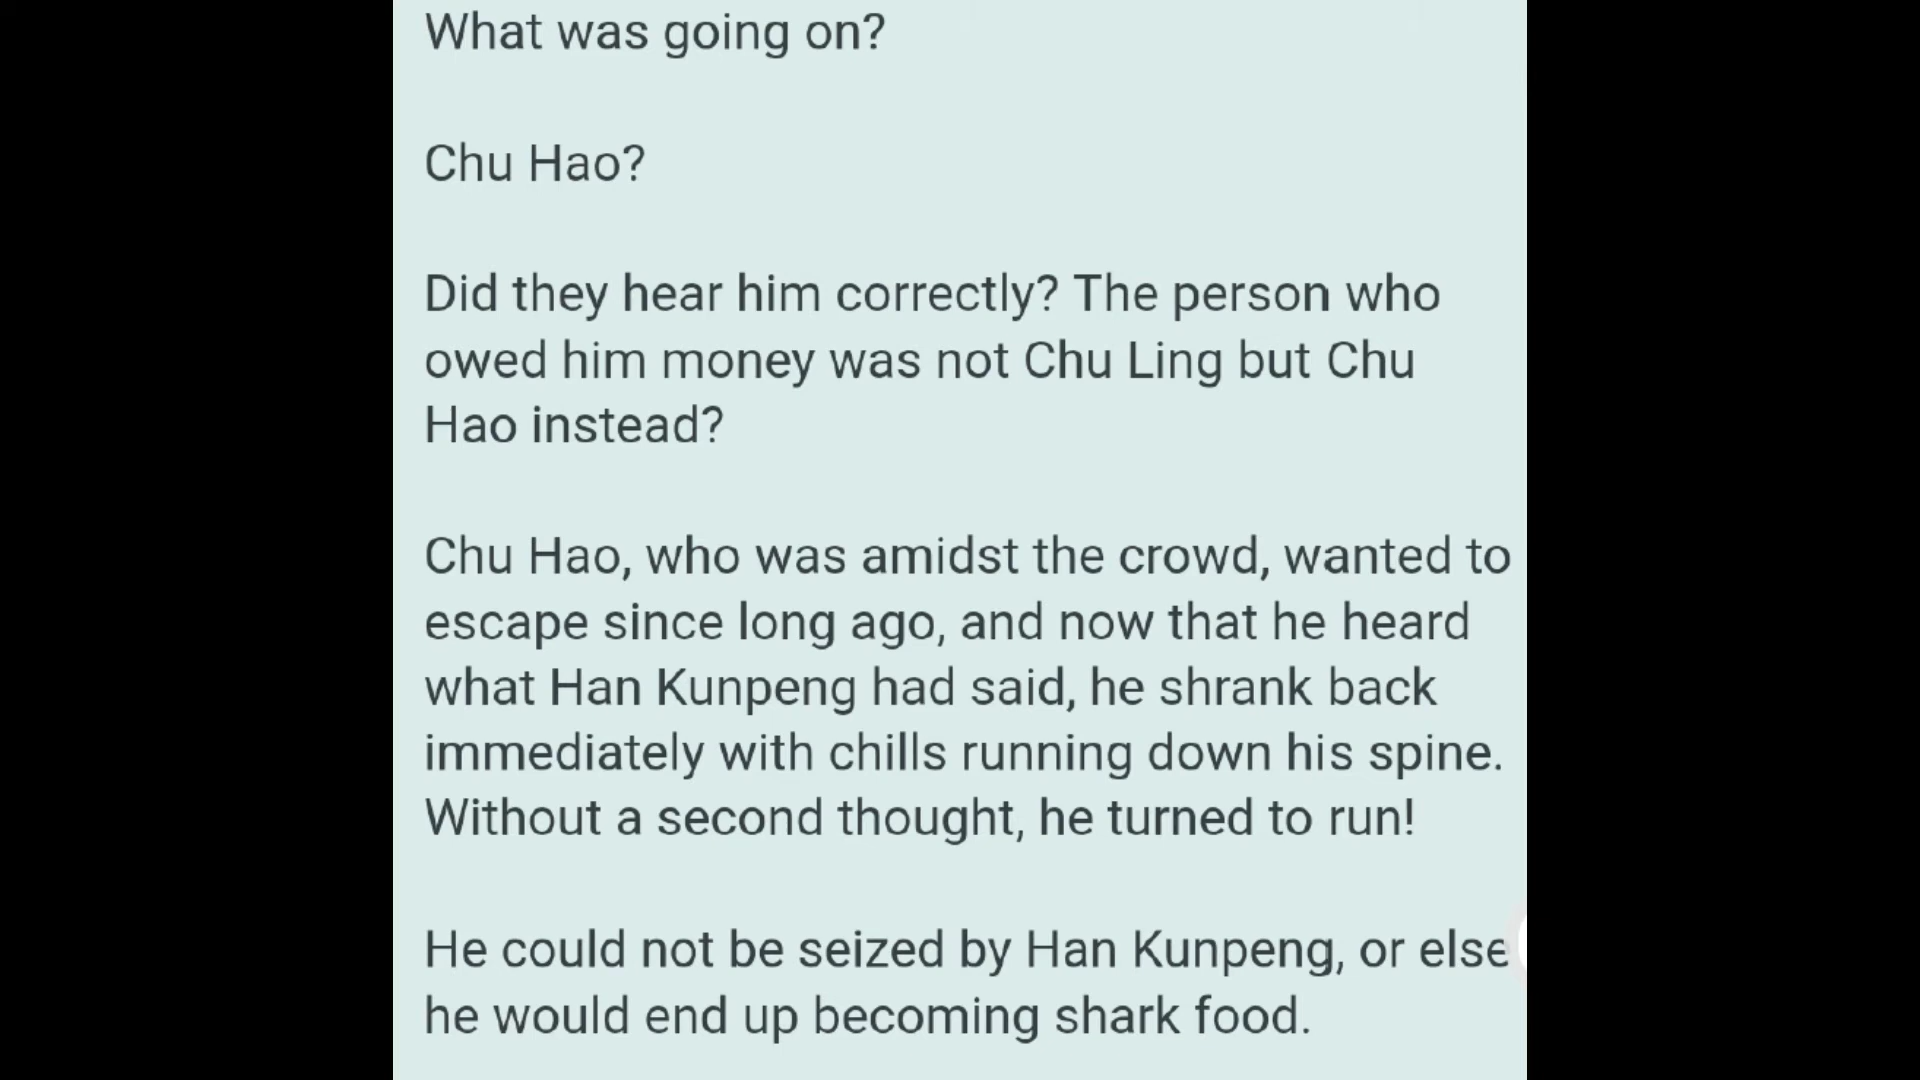 What was going on?
Chu Hao?
Did they hear him correctly? The person who
owed him money was not Chu Ling but Chu
Hao instead?
Chu Hao, who was amidst the crowd, wanted to
escape since long ago, and now that he heard
what Han Kunpeng had said, he shrank back
immediately with chills running down his spine.
Without a second thought, he turned to run!
He could not be seized by Han Kunpeng, or else
he would end up becoming shark food.